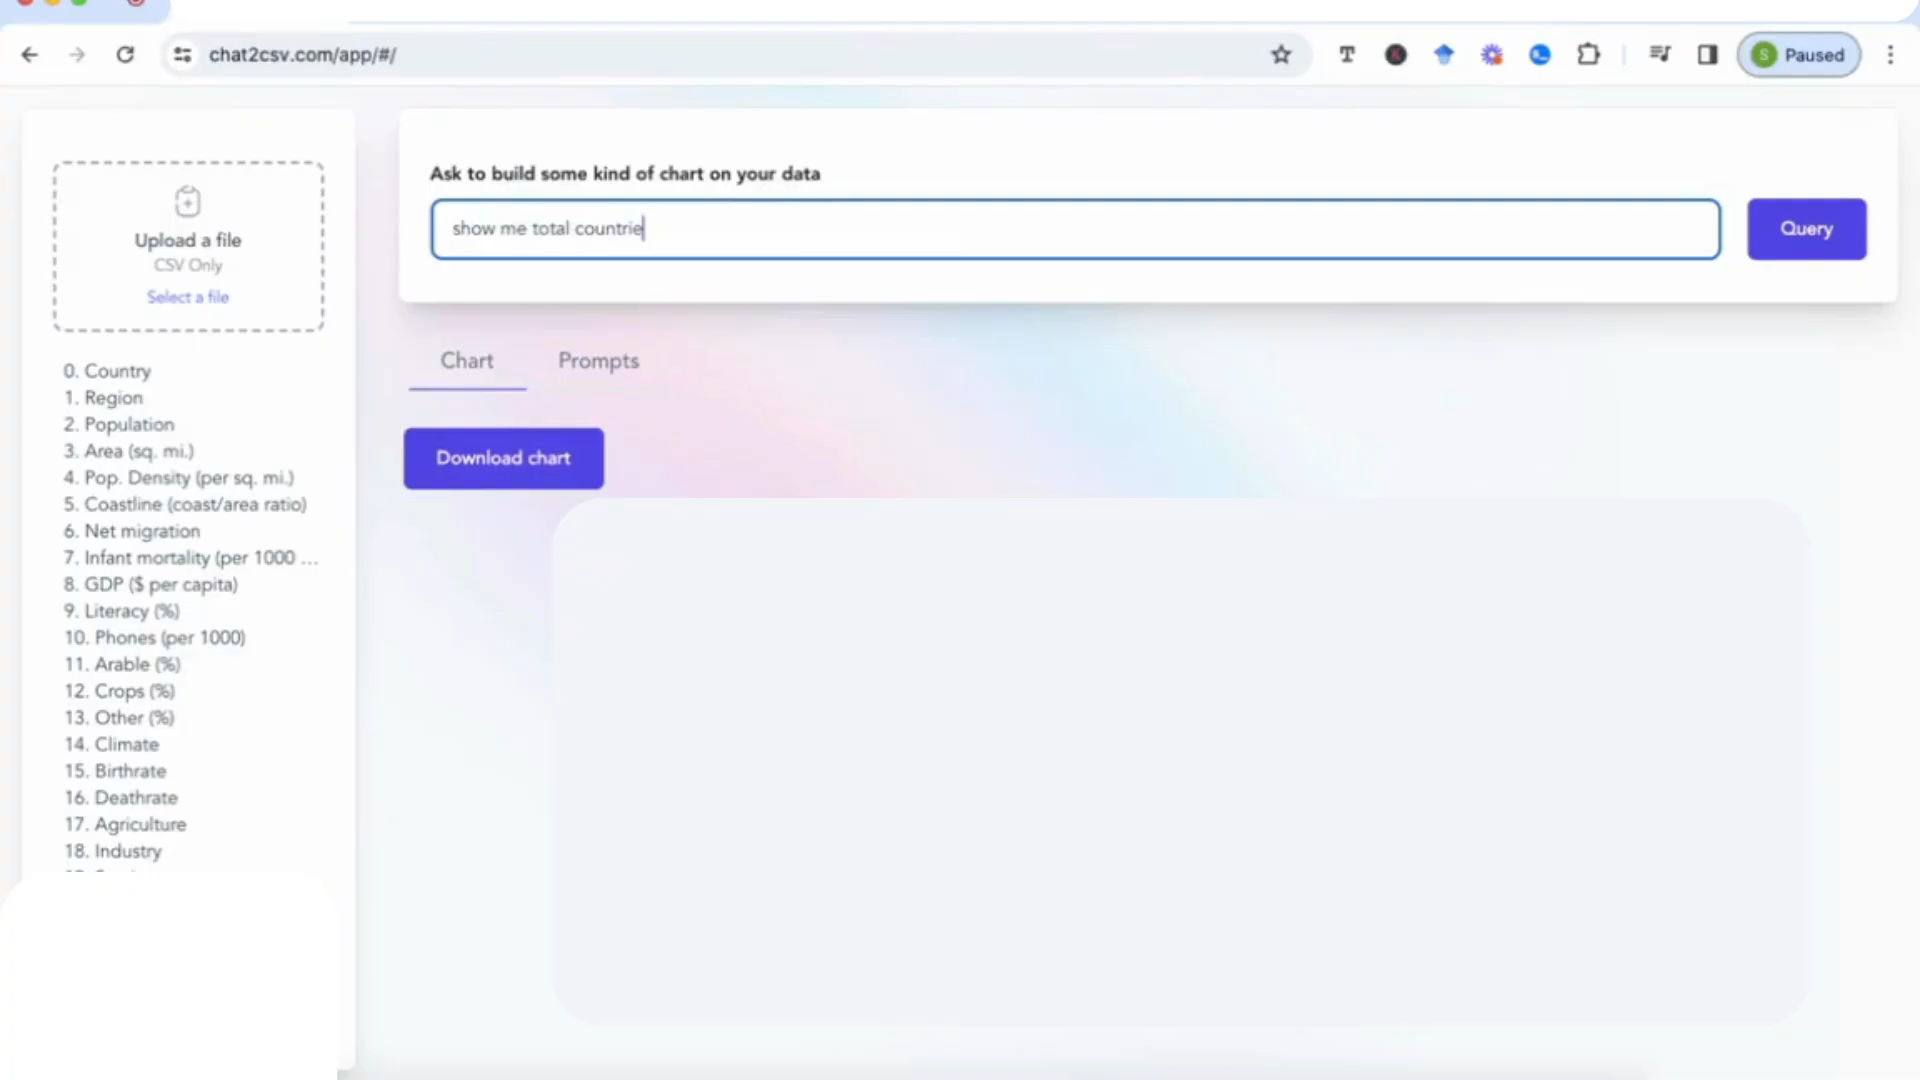 chat2csv.com/app/#/
S Paused
Upload a file
CSV Only
Select a file
0. Country
1. Region
2. Population
3. Area (sq. mi.)
4. Pop. Density (per sq. mi.)
5. Coastline (coast/area ratio)
6. Net migration
7. Infant mortality (per 1000 ...
8. GDP ($ per capita)
9. Literacy (%)
10. Phones (per 1000)
11. Arable (%)
12. Crops (%)
13. Other (%)
14. Climate
15. Birthrate
16. Deathrate
17. Agriculture
18. Industry
Ask to build some kind of chart on your data
show me total countrie
Query
Chart Prompts
Download chart